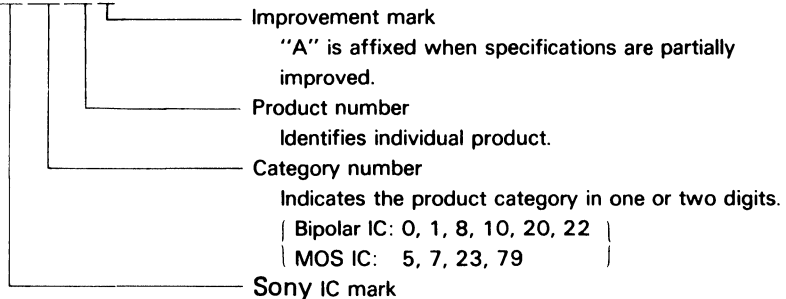 Improvement mark
"A" is affixed when specifications are partially
improved.
Product number
Identifies individual product.
Category number
Indicates the product category in one or two digits.
Bipolar IC: 0, 1, 8, 10, 20, 22
MOS IC: 5, 7, 23, 79
Sony IC mark